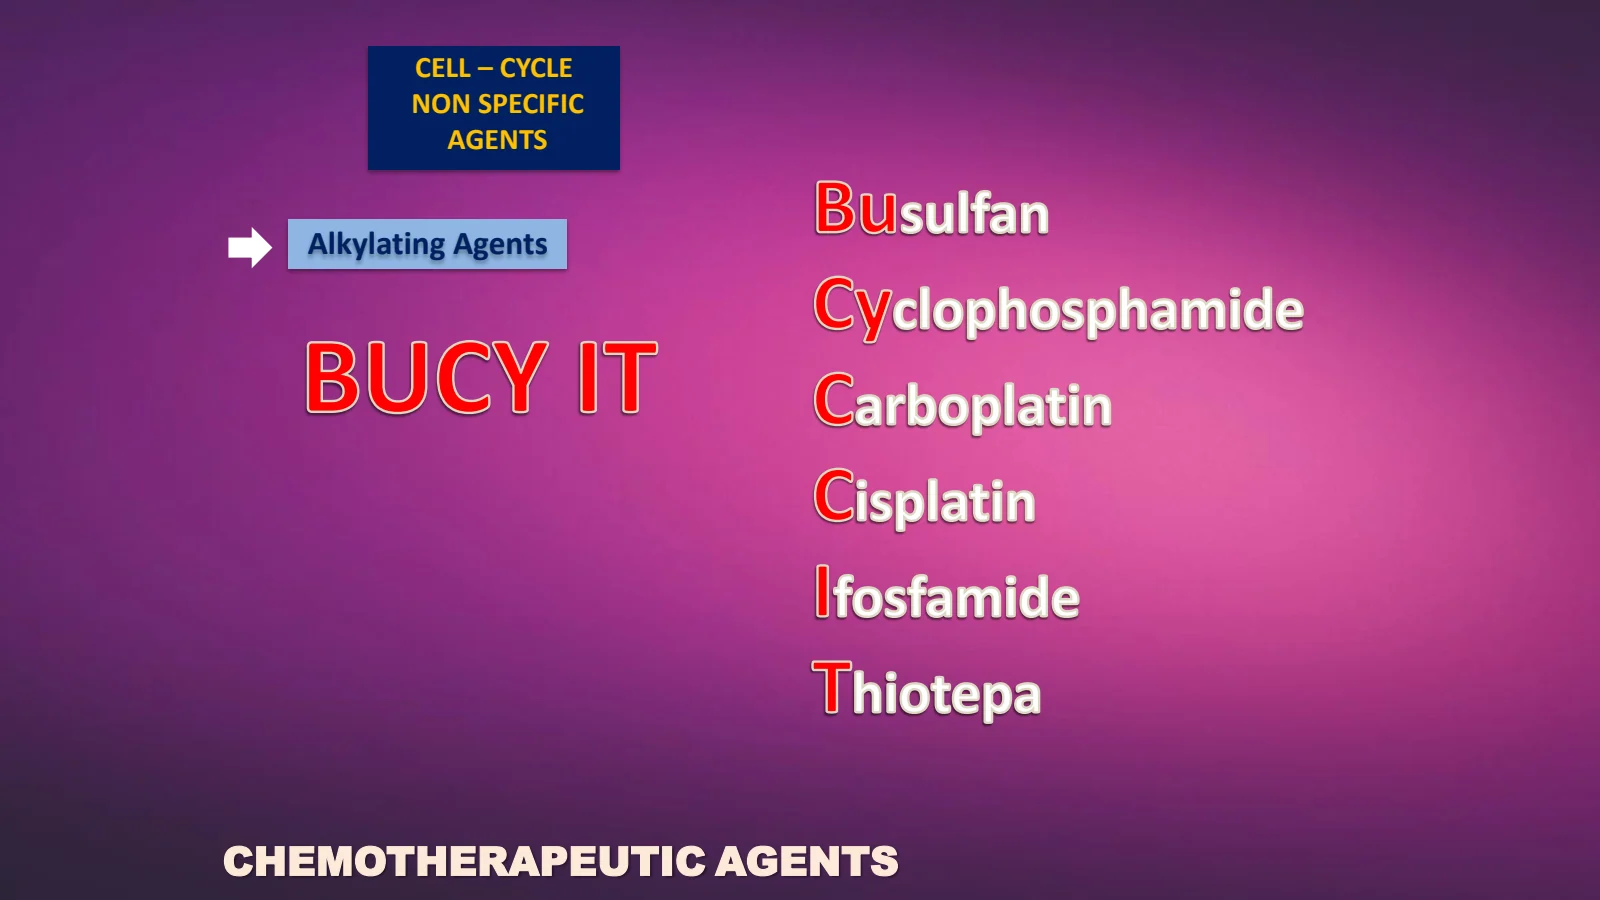 CELL – CYCLE
NON SPECIFIC
AGENTS
Alkylating Agents
BUCY IT
Busulfan
Cyclophosphamide
Carboplatin
Cisplatin
Ifosfamide
Thiotepa
CHEMOTHERAPEUTIC AGENTS